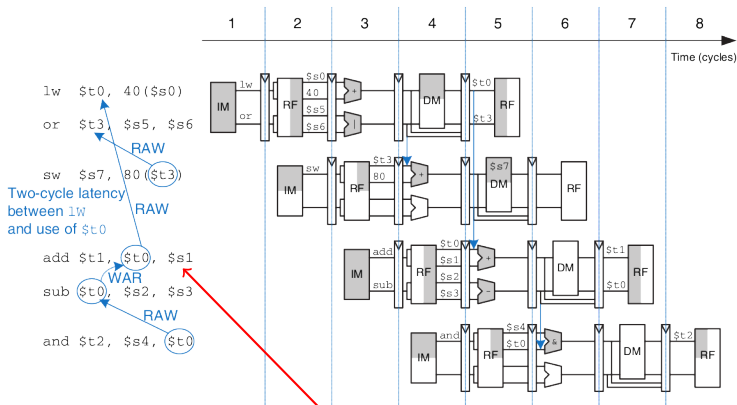 1 2 3 4 5 6 7 8
Time (cycles)
lw $t0, 40($s0)
or $t3, $s5, $s6
RAW
sw $s7, 80($t3)
Two-cycle latency
between lW
and use of $t0
RAW
add $t1, $t0, $s1
WAR
sub $t0, $s2, $s3
RAW
and $t2, $s4, $t0
IM lw or RF $s0 40 $s5 $s6 + | DM $t0 $t3 RF
IM sw RF $t3 80 + $s7 DM RF
IM add sub RF $t0 $s1 $s2 $s3 + - DM $t1 $t0 RF
IM and RF $s4 $t0 & DM $t2 RF